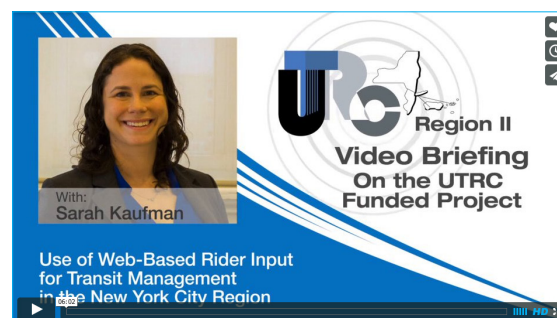 UTRC
Region II
Video Briefing
On the UTRC
Funded Project
With:
Sarah Kaufman
Use of Web-Based Rider Input
for Transit Management
in the New York City Region
06:02
HD